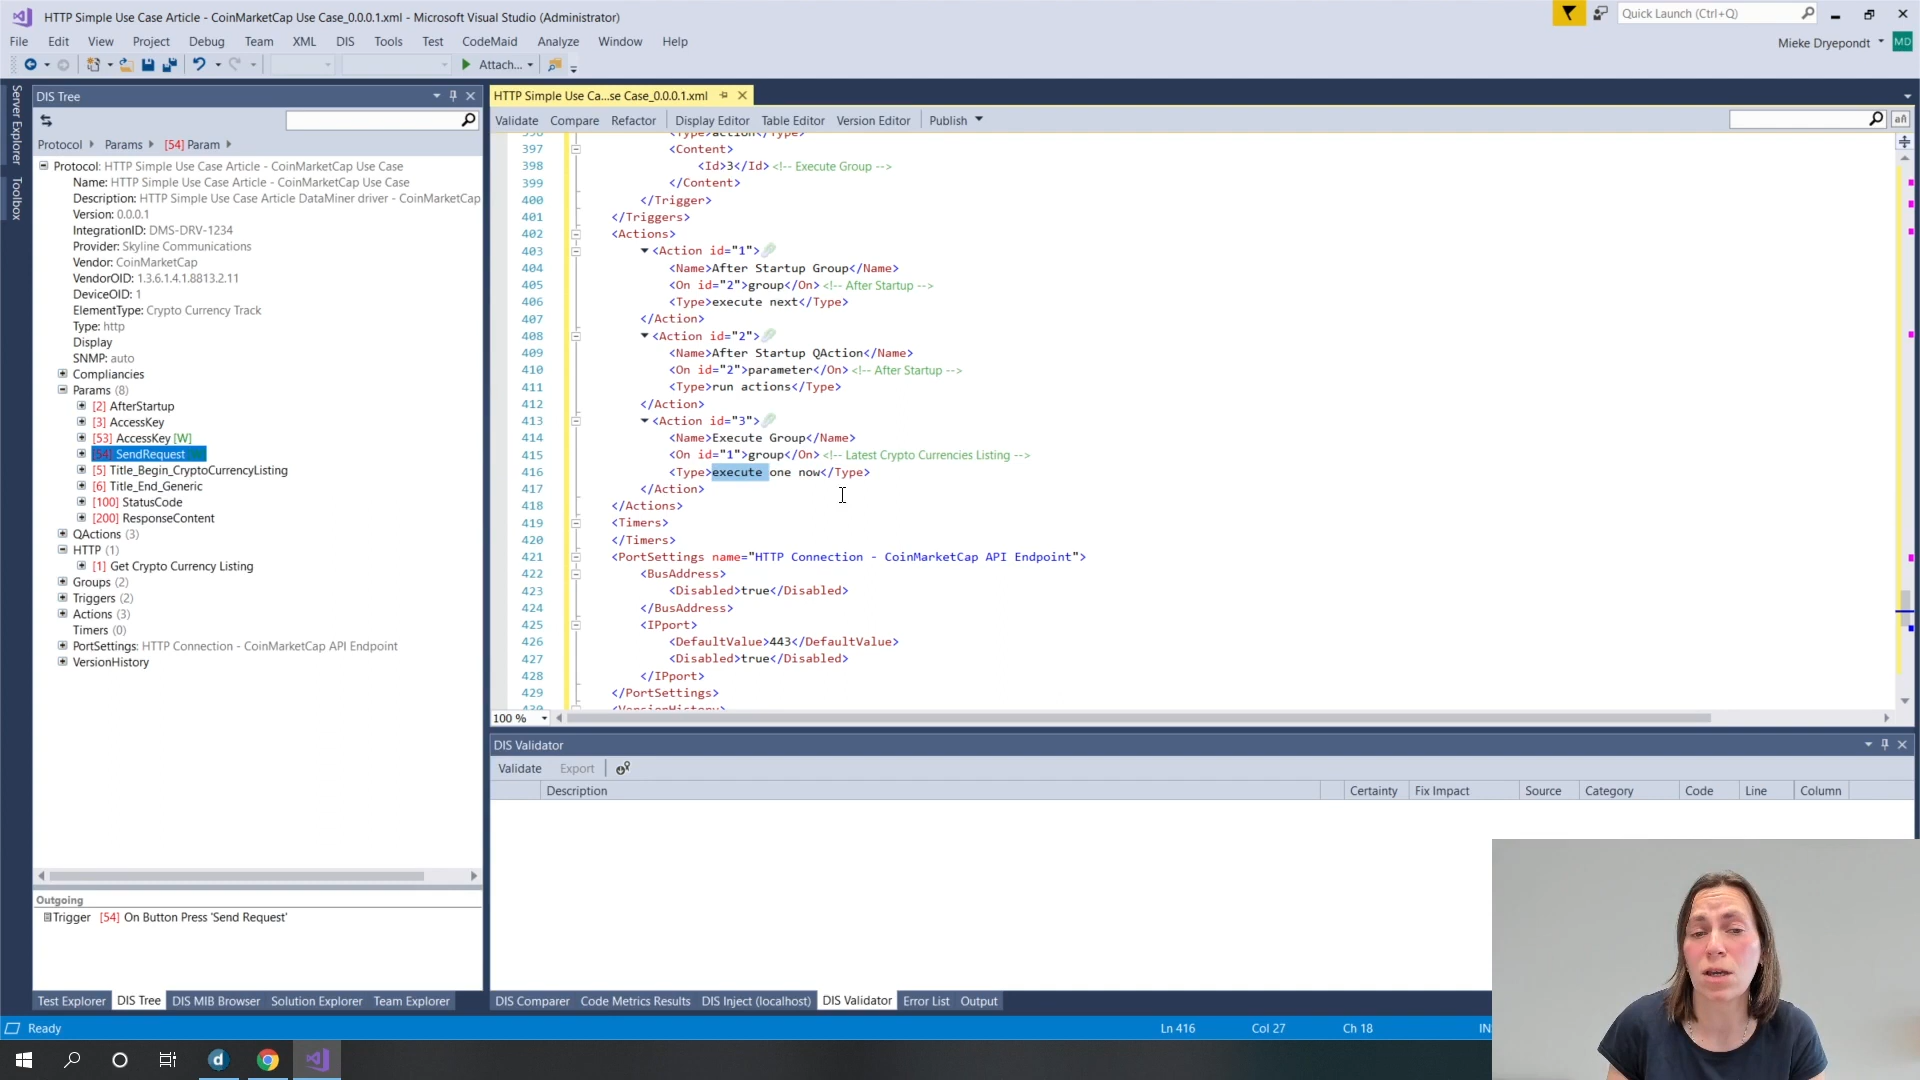 HTTP Simple Use Case Article - CoinMarketCap Use Case_0.0.0.1.xml - Microsoft Visual Studio (Administrator)
Quick Launch (Ctrl+Q)
File Edit View Project Debug Team XML DIS Tools Test CodeMaid Analyze Window Help
Mieke Dryepondt MD
Attach...
Server Explorer
Toolbox
DIS Tree
Protocol Params [54] Param
Protocol: HTTP Simple Use Case Article - CoinMarketCap Use Case
Name: HTTP Simple Use Case Article - CoinMarketCap Use Case
Description: HTTP Simple Use Case Article DataMiner driver - CoinMarketCap
Version: 0.0.0.1
IntegrationID: DMS-DRV-1234
Provider: Skyline Communications
Vendor: CoinMarketCap
VendorOID: 1.3.6.1.4.1.8813.2.11
DeviceOID: 1
ElementType: Crypto Currency Track
Type: http
Display
SNMP: auto
Compliancies
Params (8)
[2] AfterStartup
[3] AccessKey
[53] AccessKey [W]
[54] SendRequest
[5] Title_Begin_CryptoCurrencyListing
[6] Title_End_Generic
[100] StatusCode
[200] ResponseContent
QActions (3)
HTTP (1)
[1] Get Crypto Currency Listing
Groups (2)
Triggers (2)
Actions (3)
Timers (0)
PortSettings: HTTP Connection - CoinMarketCap API Endpoint
VersionHistory
Outgoing
Trigger [54] On Button Press 'Send Request'
Test Explorer DIS Tree DIS MIB Browser Solution Explorer Team Explorer
HTTP Simple Use Ca...se Case_0.0.0.1.xml
Validate Compare Refactor Display Editor Table Editor Version Editor Publish
396 <Type>action</Type>
397 <Content>
398 <Id>3</Id> <!-- Execute Group -->
399 </Content>
400 </Trigger>
401 </Triggers>
402 <Actions>
403 <Action id="1">
404 <Name>After Startup Group</Name>
405 <On id="2">group</On> <!-- After Startup -->
406 <Type>execute next</Type>
407 </Action>
408 <Action id="2">
409 <Name>After Startup QAction</Name>
410 <On id="2">parameter</On> <!-- After Startup -->
411 <Type>run actions</Type>
412 </Action>
413 <Action id="3">
414 <Name>Execute Group</Name>
415 <On id="1">group</On> <!-- Latest Crypto Currencies Listing -->
416 <Type>execute one now</Type>
417 </Action>
418 </Actions>
419 <Timers>
420 </Timers>
421 <PortSettings name="HTTP Connection - CoinMarketCap API Endpoint">
422 <BusAddress>
423 <Disabled>true</Disabled>
424 </BusAddress>
425 <IPport>
426 <DefaultValue>443</DefaultValue>
427 <Disabled>true</Disabled>
428 </IPport>
429 </PortSettings>
430 <VersionHistory>
100 %
DIS Validator
Validate Export
Description Certainty Fix Impact Source Category Code Line Column
DIS Comparer Code Metrics Results DIS Inject (localhost) DIS Validator Error List Output
Ready Ln 416 Col 27 Ch 18 IN